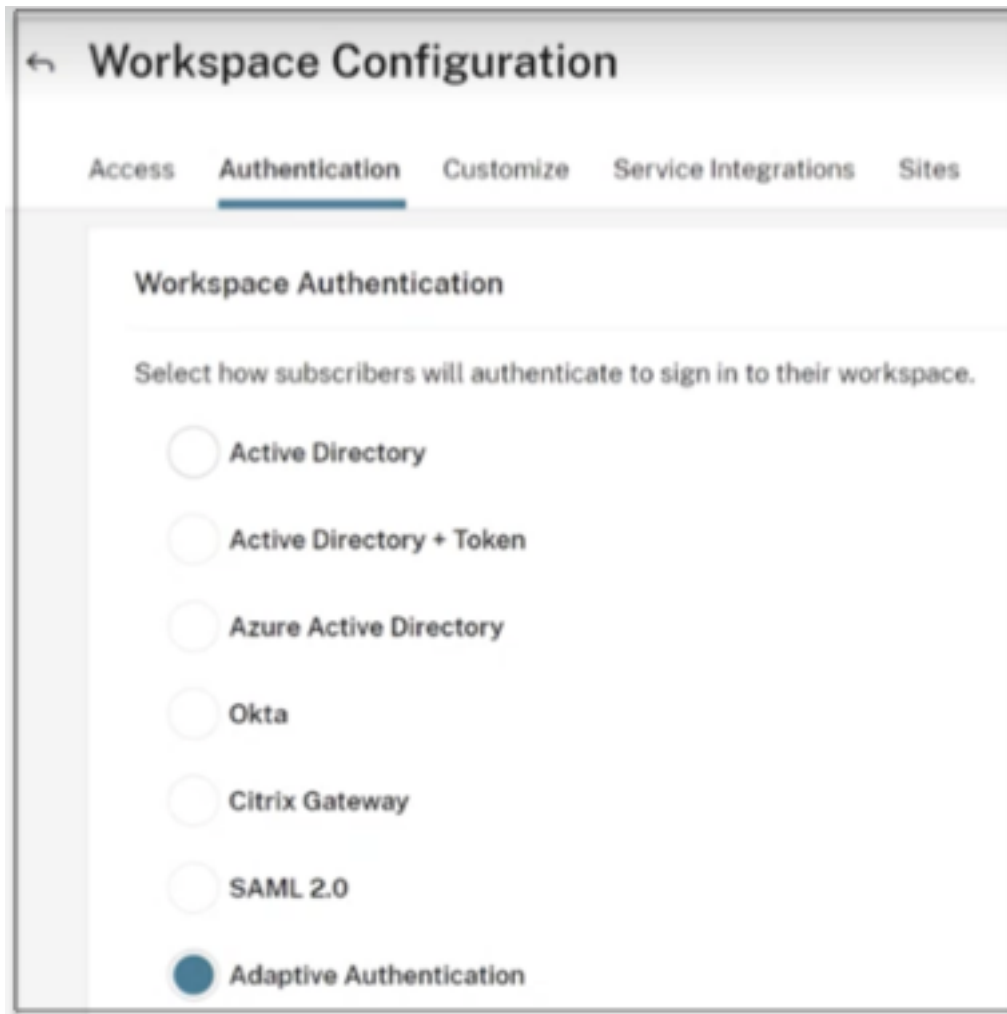 Workspace Configuration
Access Authentication Customize Service Integrations Sites
Workspace Authentication
Select how subscribers will authenticate to sign in to their workspace.
Active Directory
Active Directory + Token
Azure Active Directory
Okta
Citrix Gateway
SAML 2.0
Adaptive Authentication